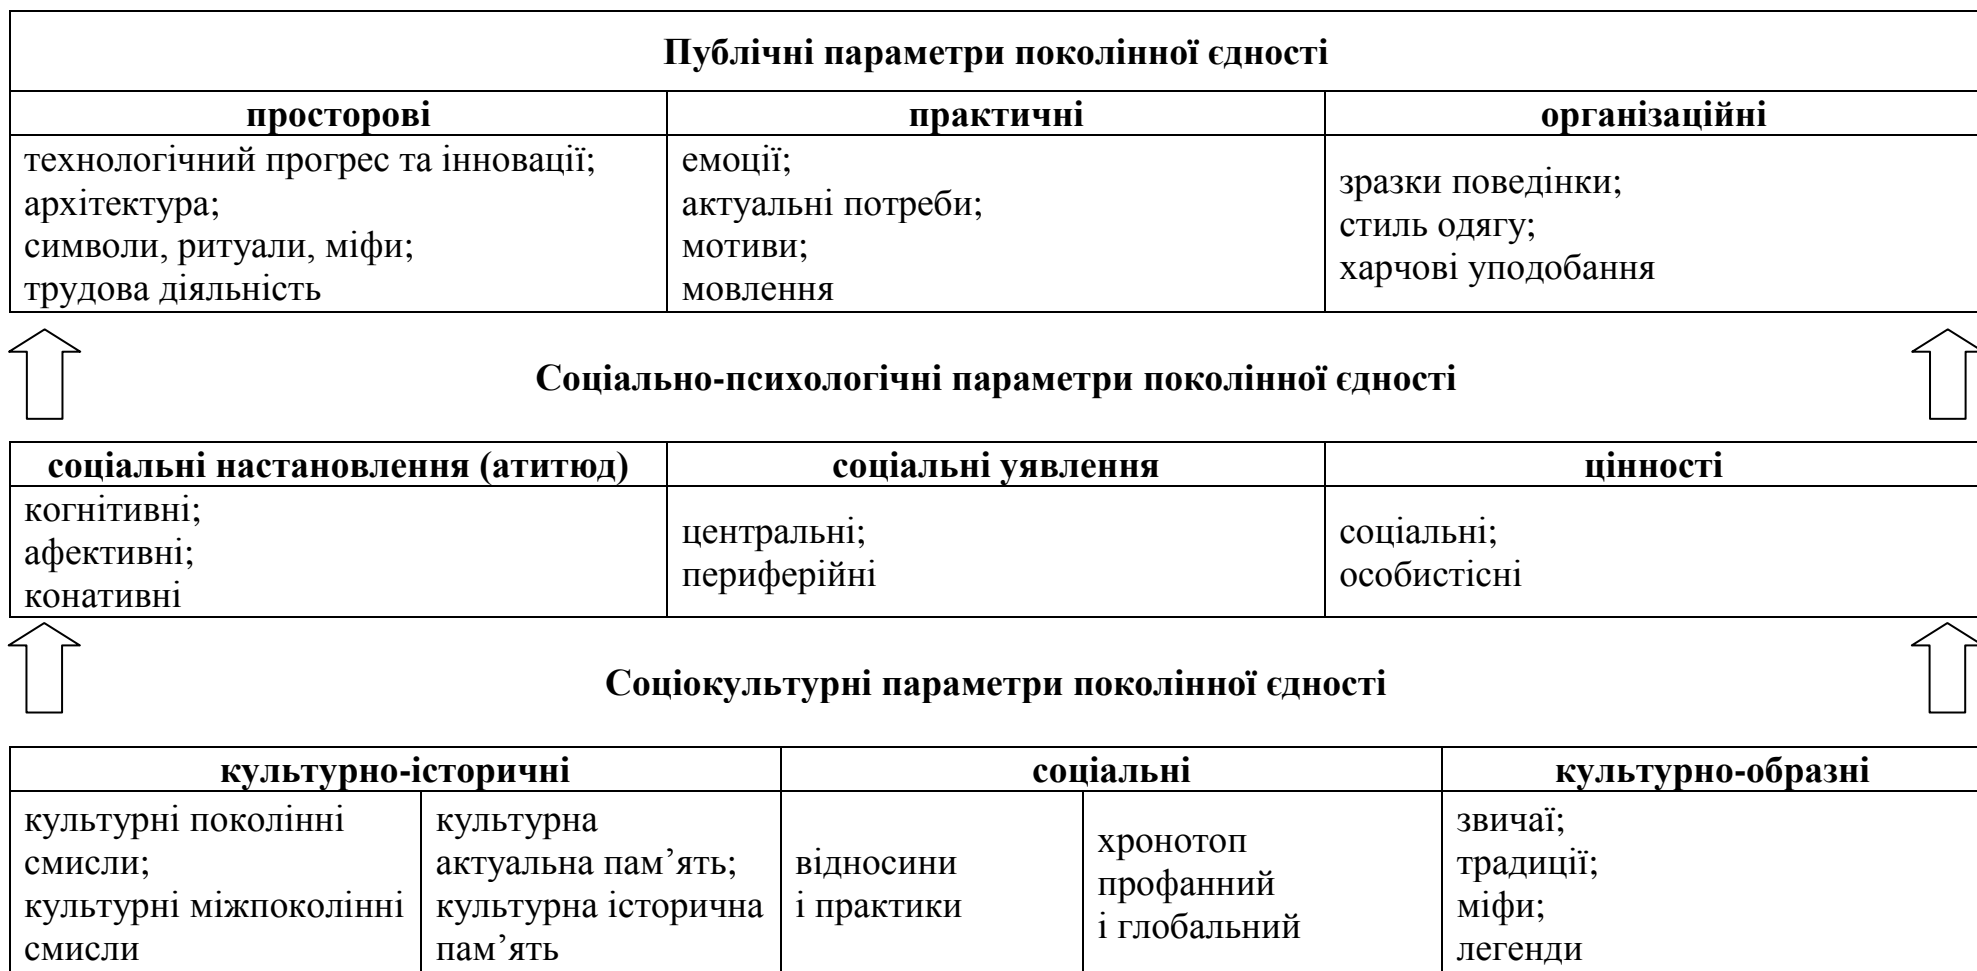 Публічні параметри поколінної єдності
просторові
практичні
організаційні
технологічний прогрес та інновації;
архітектура;
символи, ритуали, міфи;
трудова діяльність
емоції;
актуальні потреби;
мотиви;
мовлення
зразки поведінки;
стиль одягу;
харчові уподобання
Соціально-психологічні параметри поколінної єдності
соціальні настановлення (атитюд)
соціальні уявлення
цінності
когнітивні;
афективні;
конативні
центральні;
периферійні
соціальні;
особистісні
Соціокультурні параметри поколінної єдності
культурно-історичні
соціальні
культурно-образні
культурні поколінні
смисли;
культурні міжпоколінні
смисли
культурна
актуальна пам’ять;
культурна історична
пам’ять
відносини
і практики
хронотоп
профанний
і глобальний
звичаї;
традиції;
міфи;
легенди